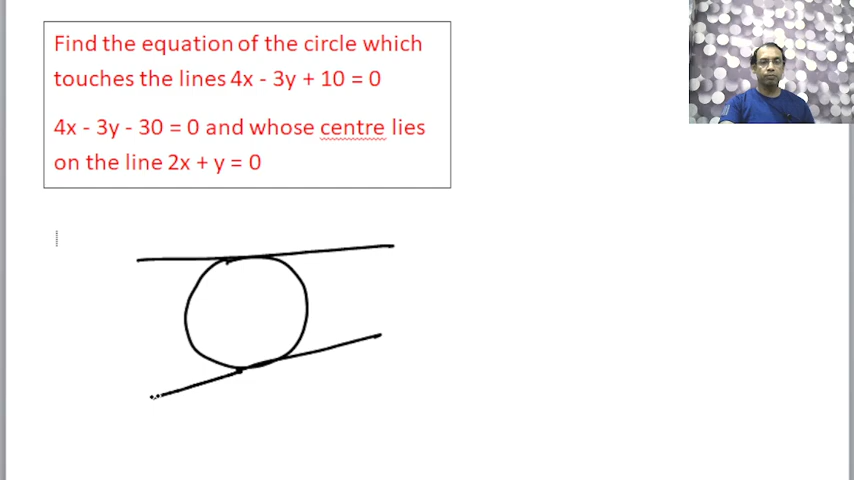 Find the equation of the circle which
touches the lines 4x - 3y + 10 = 0
4x - 3y - 30 = 0 and whose centre lies
on the line 2x + y = 0